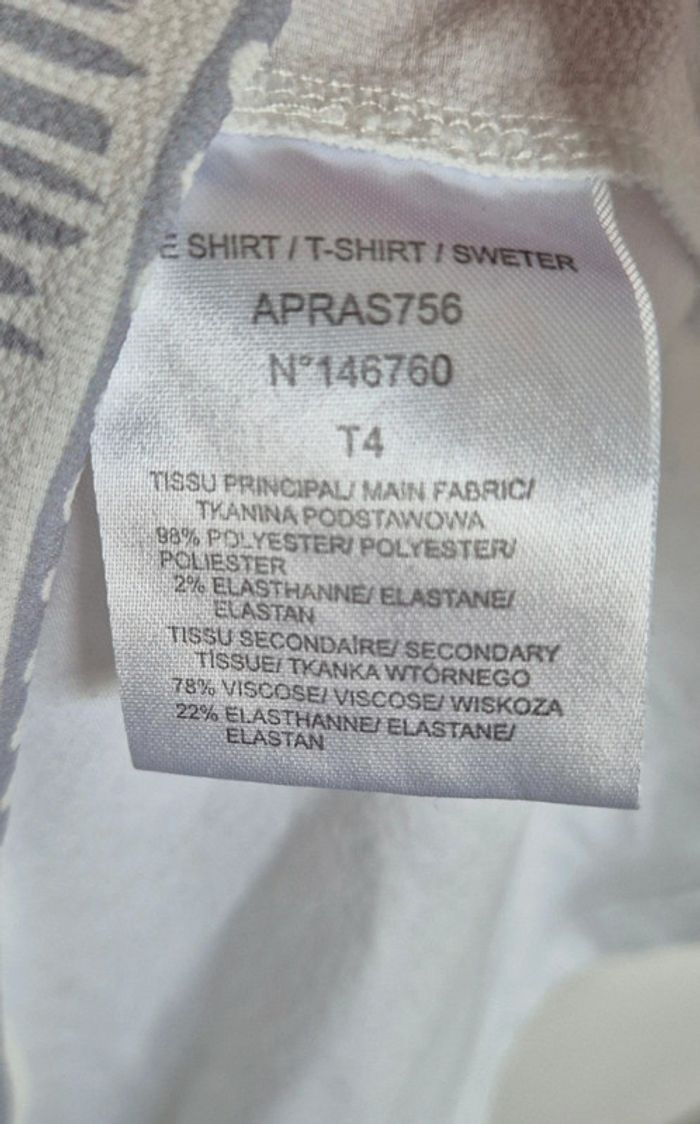 E SHIRT / T-SHIRT / SWETER
APRAS756
N°146760
T4
TISSU PRINCIPAL/ MAIN FABRIC/
TKANINA PODSTAWOWA
98% POLYESTER/ POLYESTER/
POLIESTER
2% ELASTHANNE/ ELASTANE/
ELASTAN
TISSU SECONDAIRE/ SECONDARY
TISSUE/ TKANKA WTÓRNEGO
78% VISCOSE/ VISCOSE/ WISKOZA
22% ELASTHANNE/ ELASTANE/
ELASTAN